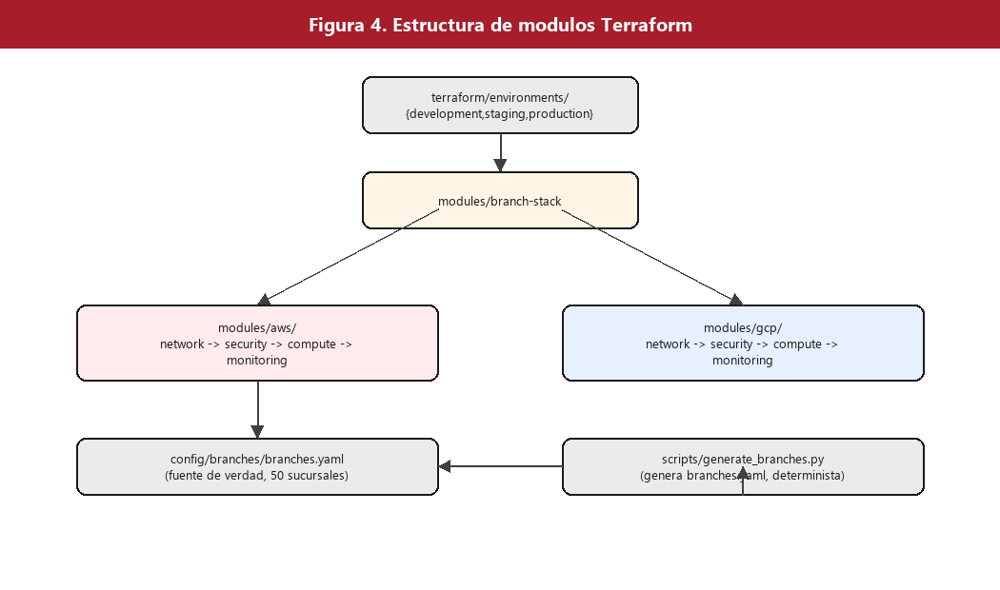 Figura 4. Estructura de modulos Terraform
terraform/environments/
{development,staging,production}
modules/branch-stack
modules/aws/
network -> security -> compute ->
monitoring
modules/gcp/
network -> security -> compute ->
monitoring
config/branches/branches.yaml
(fuente de verdad, 50 sucursales)
scripts/generate_branches.py
(genera branches.yaml, determinista)